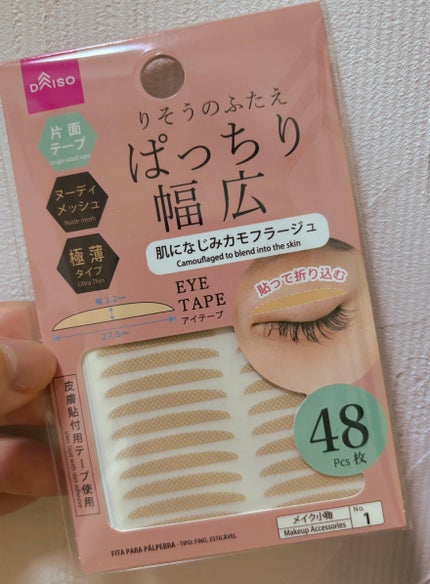 DAISO
りそうのふたえ
ぱっちり
幅広
片面
テープ
Single-sided tape
ヌーディ
メッシュ
Nude mesh
極薄
タイプ
Ultra Thin
肌になじみカモフラージュ
Camouflaged to blend into the skin
EYE
TAPE
アイテープ
貼って折り込む
幅3.2mm
27.5mm
皮膚貼付用テープ使用
48
Pcs 枚
メイク小物
Makeup Accessories
No.
1
FITA PARA PÁLPEBRA - TIPO: FINO, ESTICÁVEL